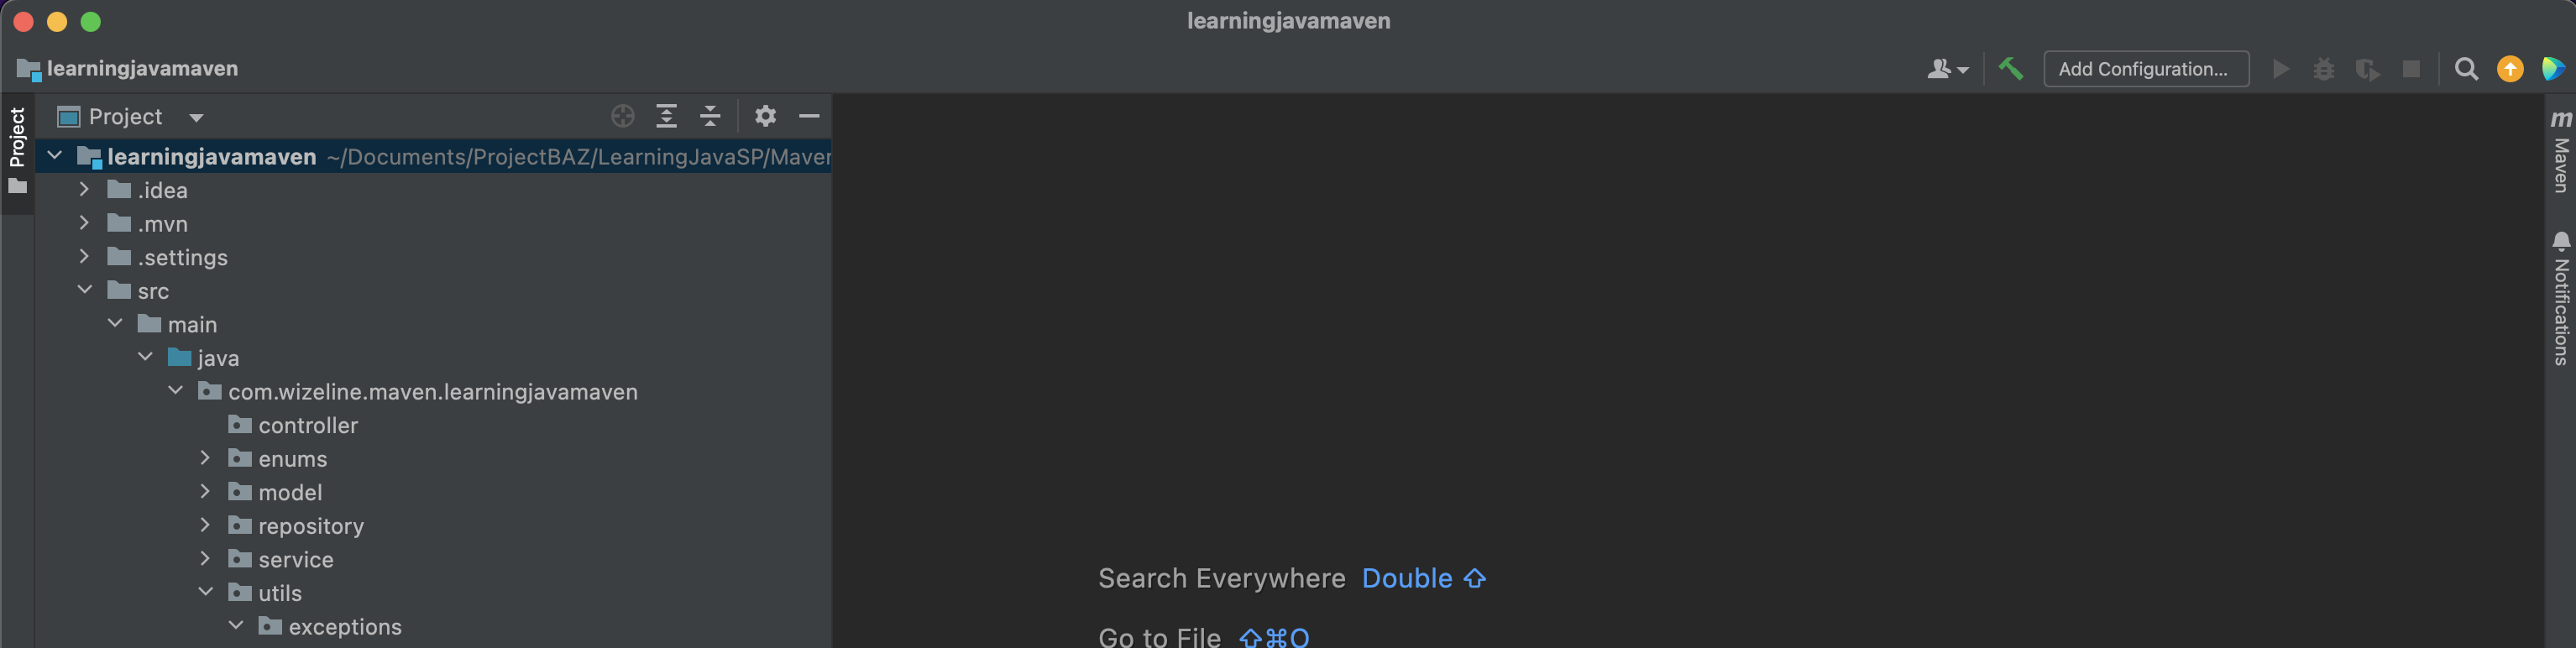 learningjavamaven
learningjavamaven
Add Configuration...
Project
Project
learningjavamaven ~/Documents/ProjectBAZ/LearningJavaSP/Maven
.idea
.mvn
.settings
src
main
java
com.wizeline.maven.learningjavamaven
controller
enums
model
repository
service
utils
exceptions
Search Everywhere Double ⇧
Go to File ⇧⌘O
m
Maven
Notifications